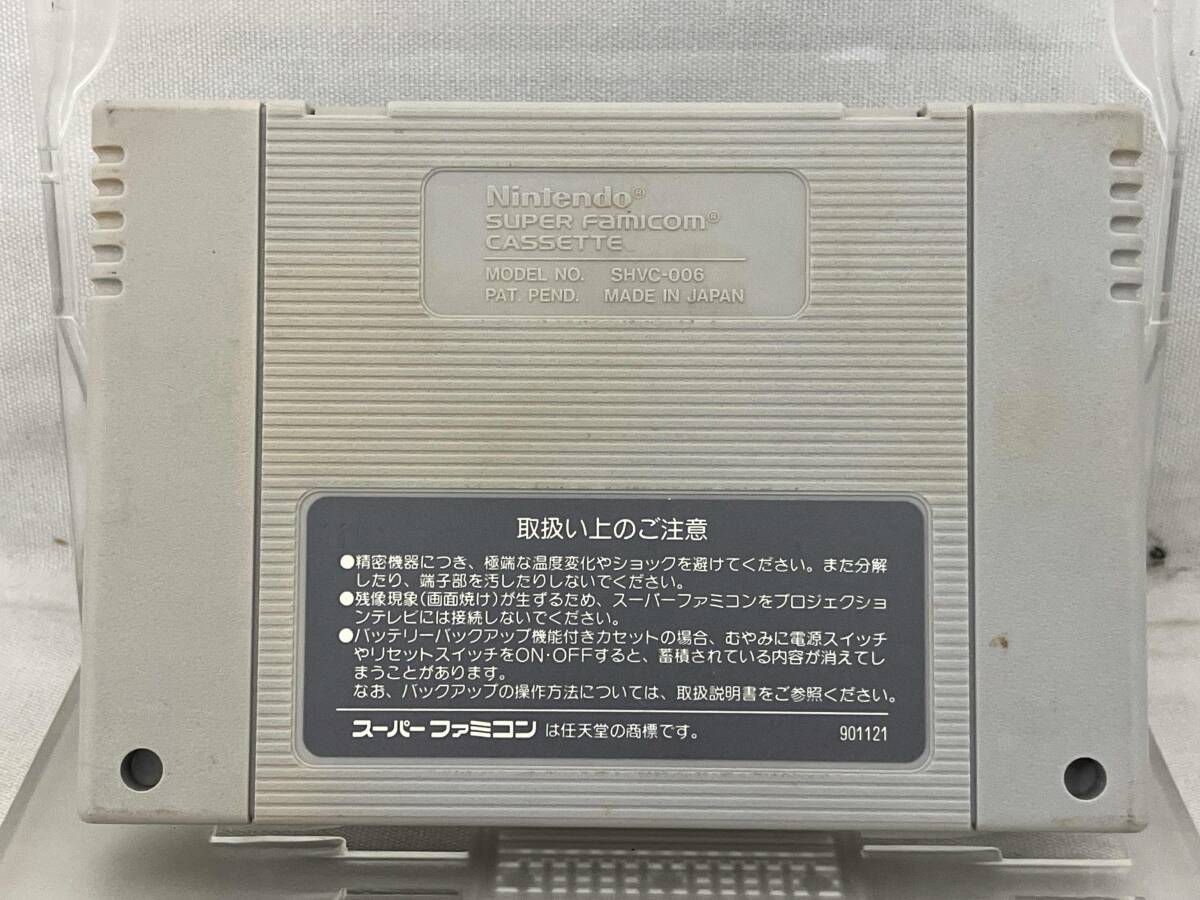 Nintendo®
SUPER FAMICOM®
CASSETTE
MODEL NO. SHVC-006
PAT. PEND. MADE IN JAPAN
取扱い上のご注意
●精密機器につき、極端な温度変化やショックを避けてください。また分解
したり、端子部を汚したりしないでください。
●残像現象(画面焼け)が生ずるため、スーパーファミコンをプロジェクショ
ンテレビには接続しないでください。
●バッテリーバックアップ機能付きカセットの場合、むやみに電源スイッチ
やリセットスイッチをON・OFFすると、蓄積されている内容が消えてし
まうことがあります。
なお、バックアップの操作方法については、取扱説明書をご参照ください。
スーパーファミコン は任天堂の商標です。 901121